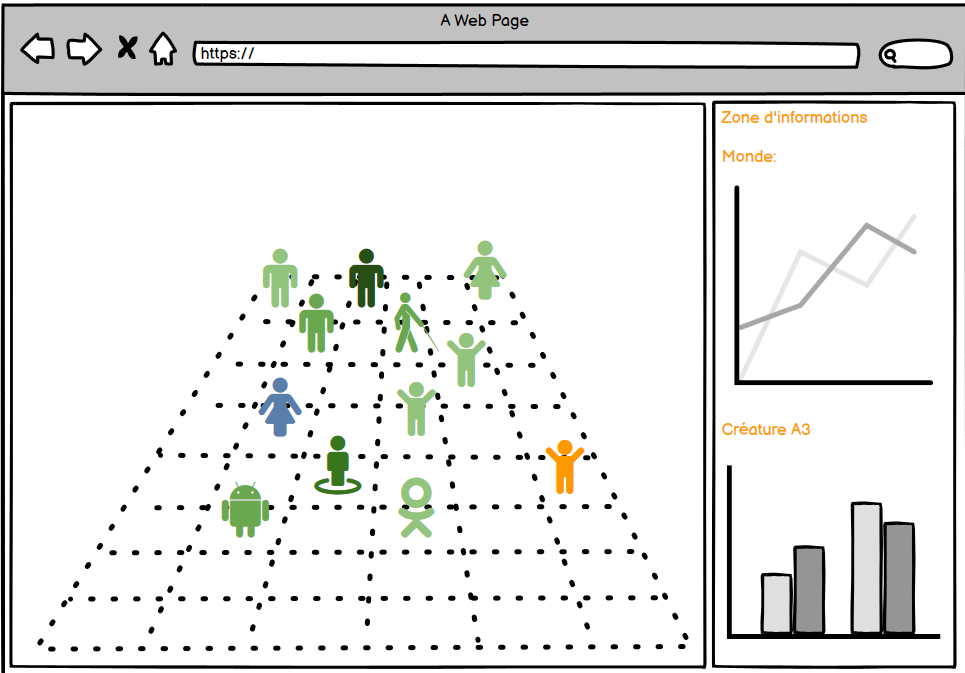 A Web Page
https://
Zone d'informations
Monde:
Créature A3